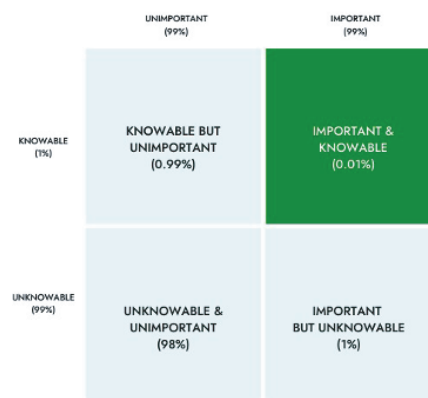 UNIMPORTANT
(99%)
IMPORTANT
(99%)
KNOWABLE
(1%)
KNOWABLE BUT
UNIMPORTANT
(0.99%)
IMPORTANT &
KNOWABLE
(0.01%)
UNKNOWABLE
(99%)
UNKNOWABLE &
UNIMPORTANT
(98%)
IMPORTANT
BUT UNKNOWABLE
(1%)